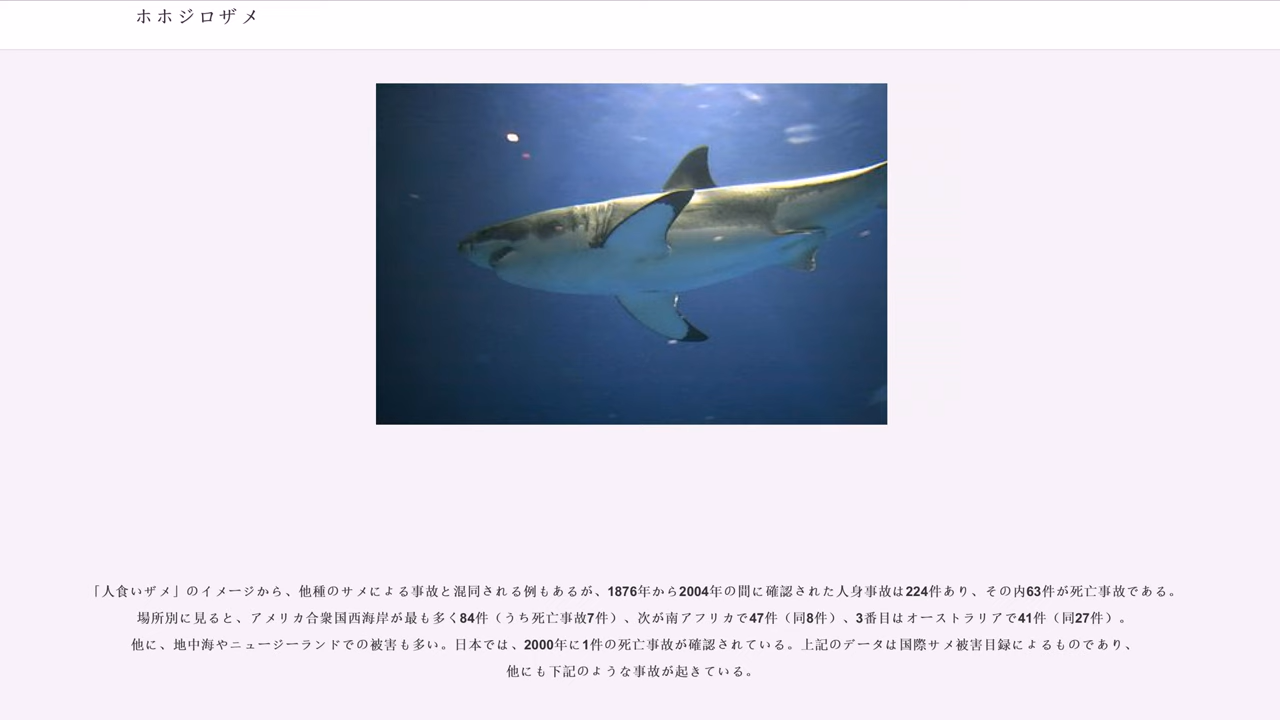 ホホジロザメ
「人食いザメ」のイメージから、他種のサメによる事故と混同される例もあるが、1876年から2004年の間に確認された人身事故は224件あり、その内63件が死亡事故である。
場所別に見ると、アメリカ合衆国西海岸が最も多く84件（うち死亡事故7件）、次が南アフリカで47件（同8件）、3番目はオーストラリアで41件（同27件）。
他に、地中海やニュージーランドでの被害も多い。日本では、2000年に1件の死亡事故が確認されている。上記のデータは国際サメ被害目録によるものであり、
他にも下記のような事故が起きている。